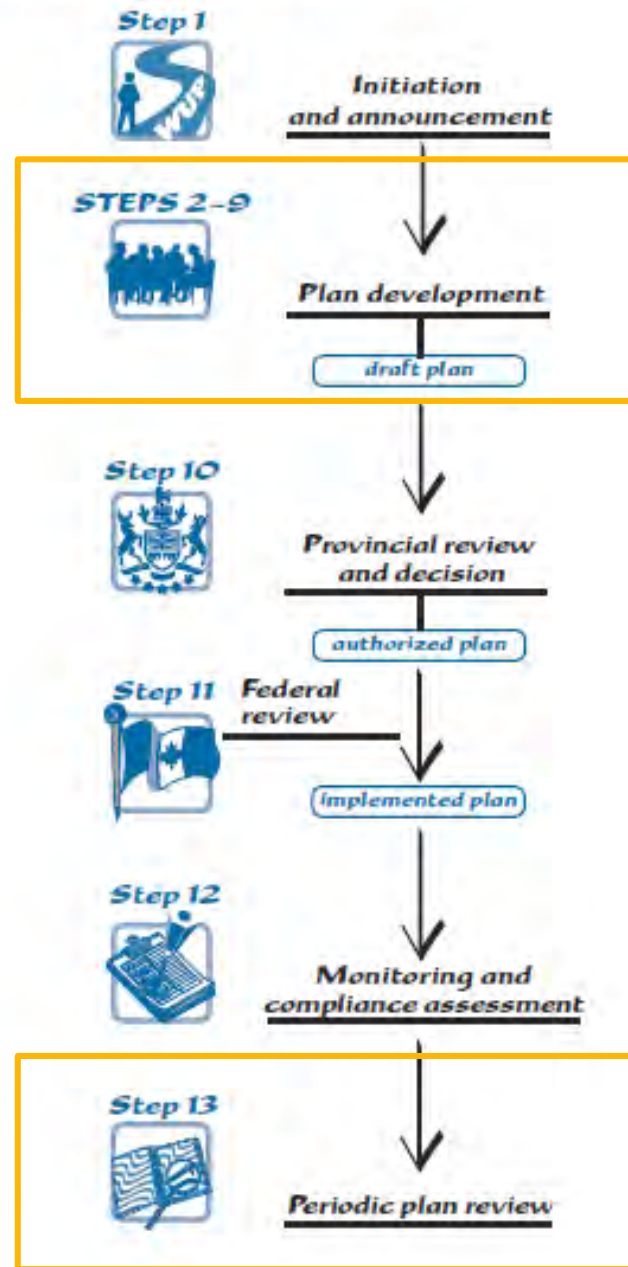 Step 1
WUP
Initiation
and announcement
STEPS 2-9
Plan development
draft plan
Step 10
Provincial review
and decision
authorized plan
Step 11
Federal
review
implemented plan
Step 12
Monitoring and
compliance assessment
Step 13
Periodic plan review